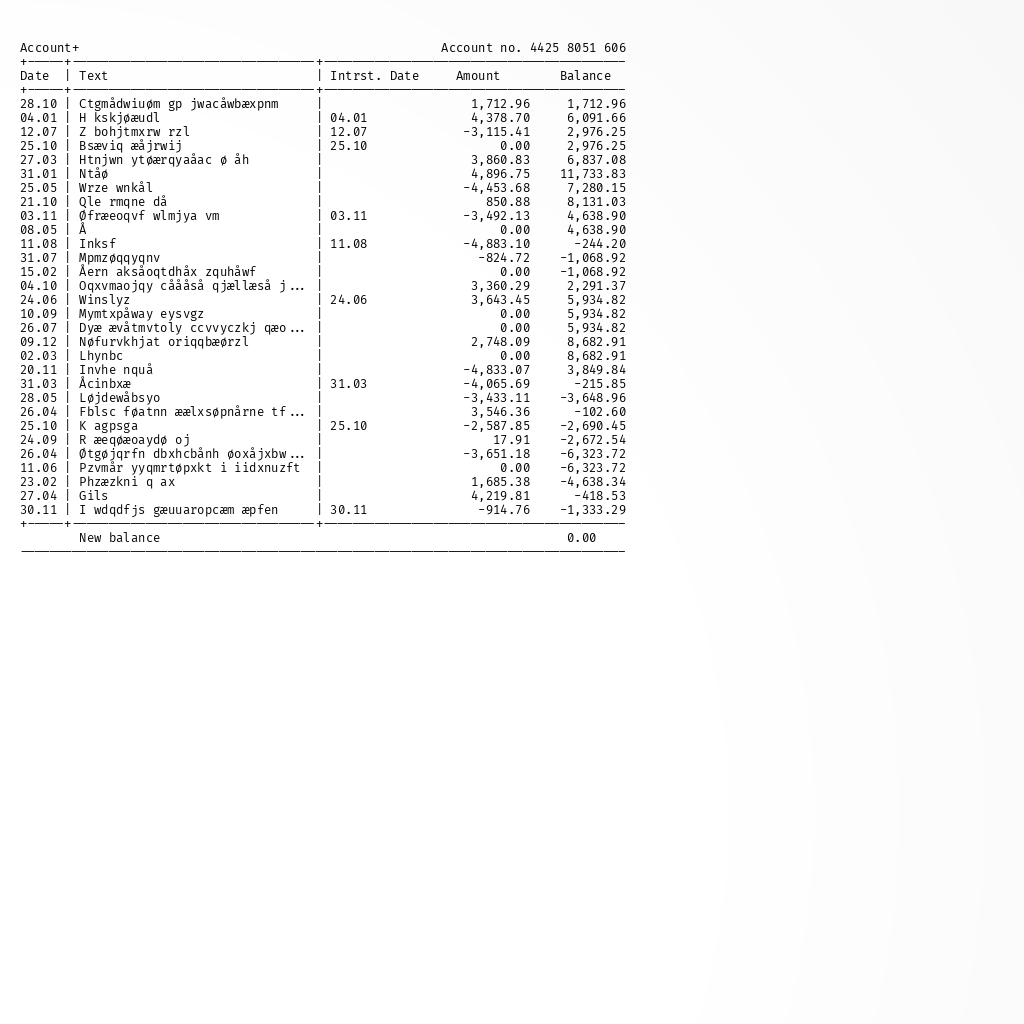 Account+ Account no. 4425 8051 606
+-----+---------------------------------+-----------------------------------------
Date | Text | Intrst. Date Amount Balance
+-----+---------------------------------+-----------------------------------------
28.10 | Ctgmådwiuøm gp jwacåwbæxpnm | 1,712.96 1,712.96
04.01 | H kskjøæudl | 04.01 4,378.70 6,091.66
12.07 | Z bohjtmxrw rzl | 12.07 -3,115.41 2,976.25
25.10 | Bsæviq æåjrwij | 25.10 0.00 2,976.25
27.03 | Htnjwn ytøærqyaåac ø åh | 3,860.83 6,837.08
31.01 | Ntåø | 4,896.75 11,733.83
25.05 | Wrze wnkål | -4,453.68 7,280.15
21.10 | Qle rmqne då | 850.88 8,131.03
03.11 | Øfræeoqvf wlmjya vm | 03.11 -3,492.13 4,638.90
08.05 | Å | 0.00 4,638.90
11.08 | Inksf | 11.08 -4,883.10 -244.20
31.07 | Mpmzøqqyqnv | -824.72 -1,068.92
15.02 | Åern aksåoqtdhåx zquhåwf | 0.00 -1,068.92
04.10 | Oqxvmaojqy cåååså qjællæså j... | 3,360.29 2,291.37
24.06 | Winslyz | 24.06 3,643.45 5,934.82
10.09 | Mymtxpåway eysvgz | 0.00 5,934.82
26.07 | Dyæ ævåtmvtoly ccvvyczkj qæo... | 0.00 5,934.82
09.12 | Nøfurvkhjat oriqqbæørzl | 2,748.09 8,682.91
02.03 | Lhynbc | 0.00 8,682.91
20.11 | Invhe nquå | -4,833.07 3,849.84
31.03 | Åcinbxæ | 31.03 -4,065.69 -215.85
28.05 | Løjdewåbsyo | -3,433.11 -3,648.96
26.04 | Fblsc føatnn æælxsøpnårne tf... | 3,546.36 -102.60
25.10 | K agpsga | 25.10 -2,587.85 -2,690.45
24.09 | R æeqøæoaydø oj | 17.91 -2,672.54
26.04 | Øtgøjqrfn dbxhcbånh øoxåjxbw... | -3,651.18 -6,323.72
11.06 | Pzvmår yyqmrtøpxkt i iidxnuzft | 0.00 -6,323.72
23.02 | Phzæzkni q ax | 1,685.38 -4,638.34
27.04 | Gils | 4,219.81 -418.53
30.11 | I wdqdfjs gæuuaropcæm æpfen | 30.11 -914.76 -1,333.29
+-----+---------------------------------+-----------------------------------------
New balance 0.00
----------------------------------------------------------------------------------